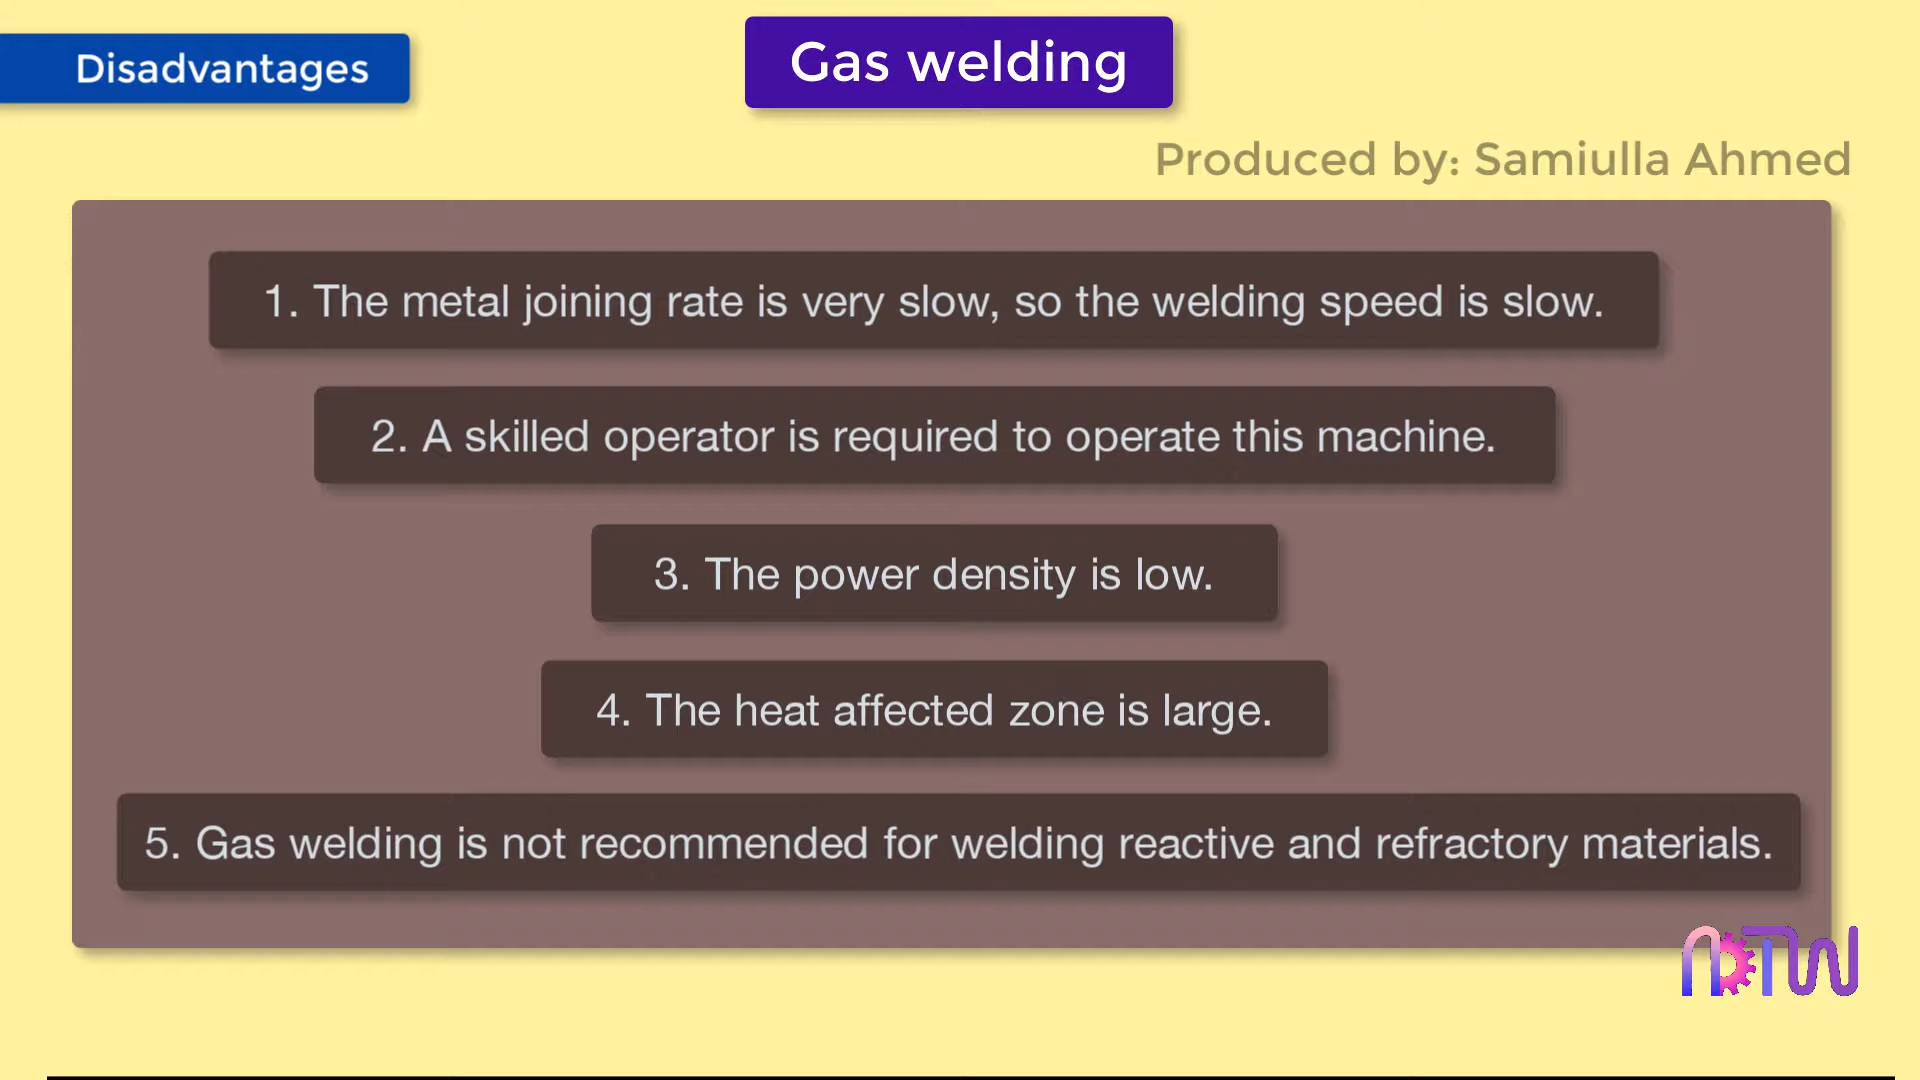 Disadvantages
Gas welding
Produced by: Samiulla Ahmed
1. The metal joining rate is very slow, so the welding speed is slow.
2. A skilled operator is required to operate this machine.
3. The power density is low.
4. The heat affected zone is large.
5. Gas welding is not recommended for welding reactive and refractory materials.